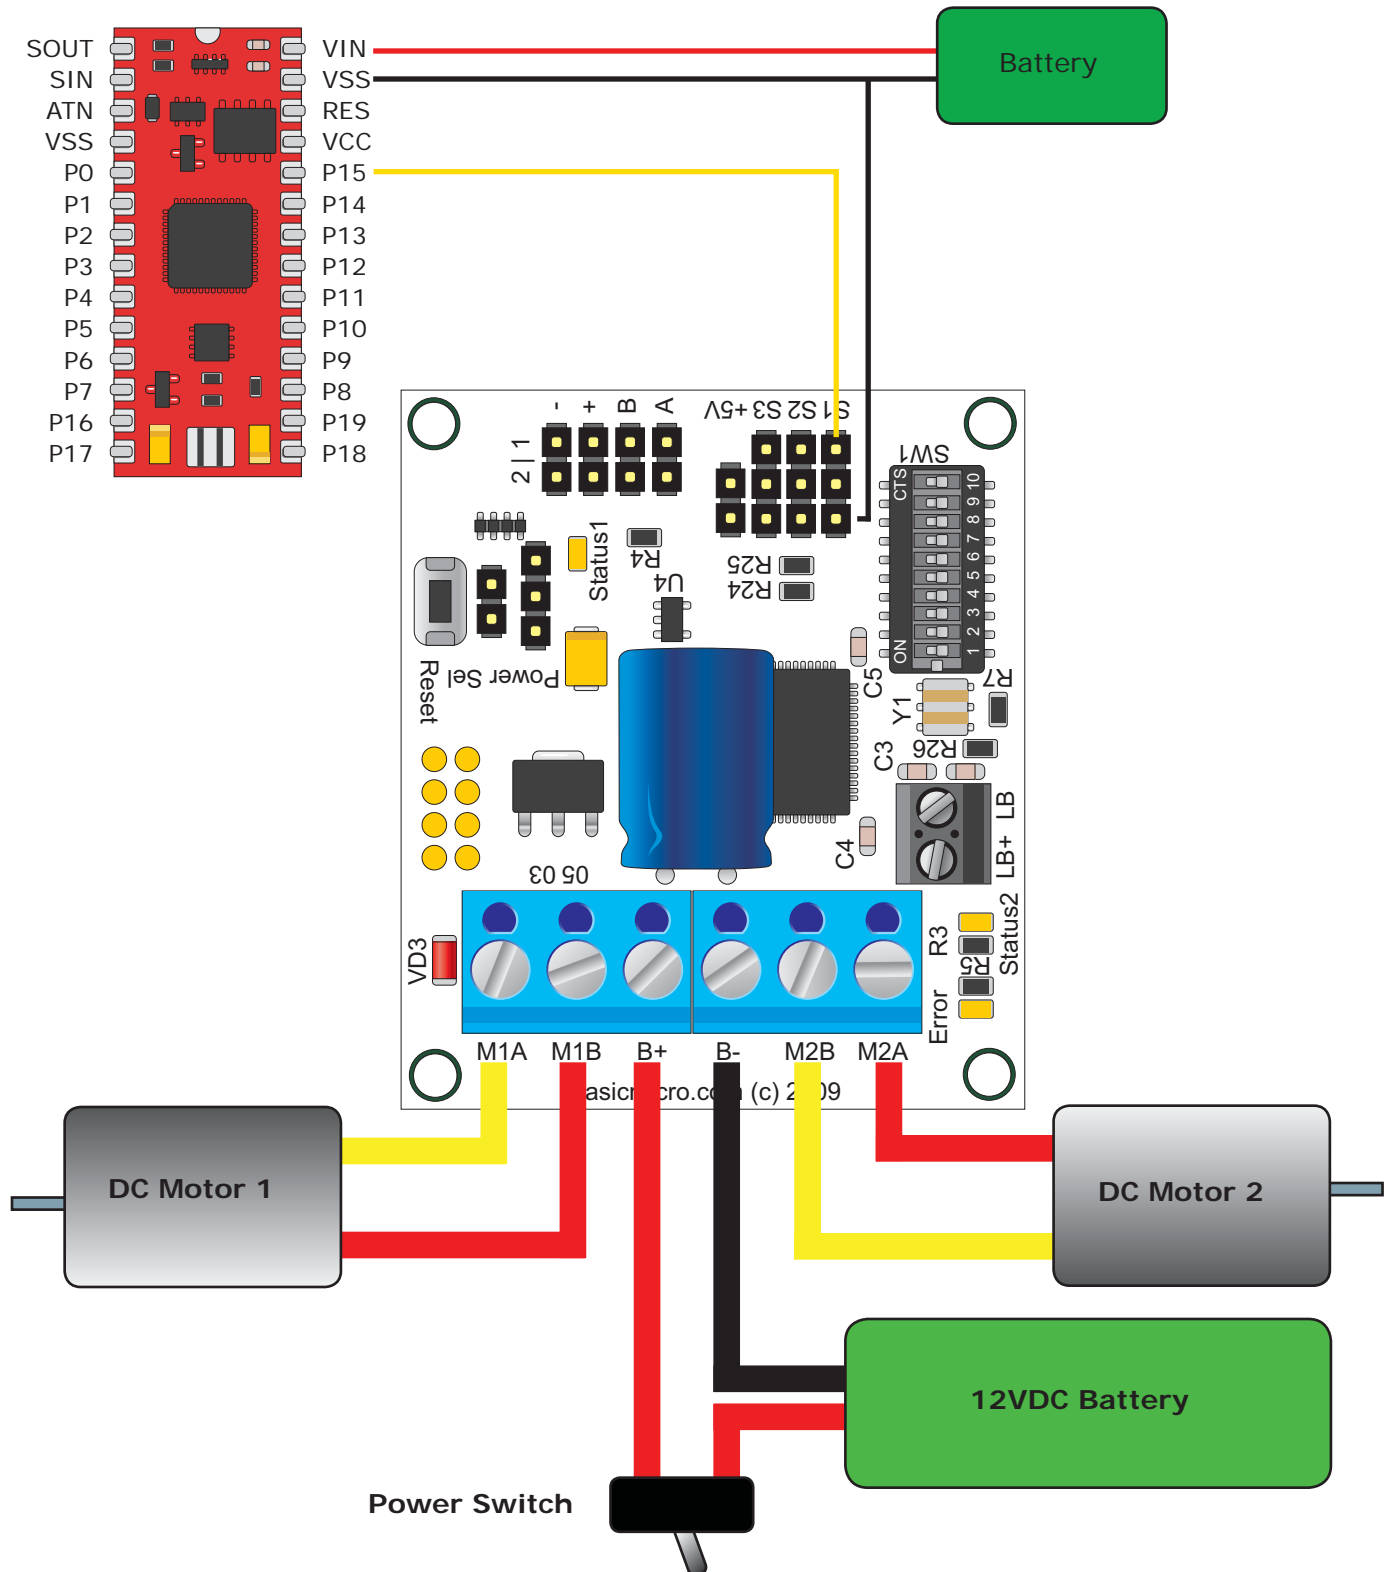 SOUT
SIN
ATN
VSS
P0
P1
P2
P3
P4
P5
P6
P7
P16
P17
VIN
VSS
RES
VCC
P15
P14
P13
P12
P11
P10
P9
P8
P19
P18
Battery
-
+
B
A
2 | 1
+5V
S3
S2
S1
SW1
CTS
ON
10
9
8
7
6
5
4
3
2
1
Status1
R4
U4
R25
R24
Reset
Power Sel
C5
R7
Y1
R26
C3
C4
LB
LB+
05 03
VD3
R3
R5
Status2
Error
M1A
M1B
B+
B-
M2B
M2A
asicm cro.c (c) 2 09
DC Motor 1
DC Motor 2
12VDC Battery
Power Switch